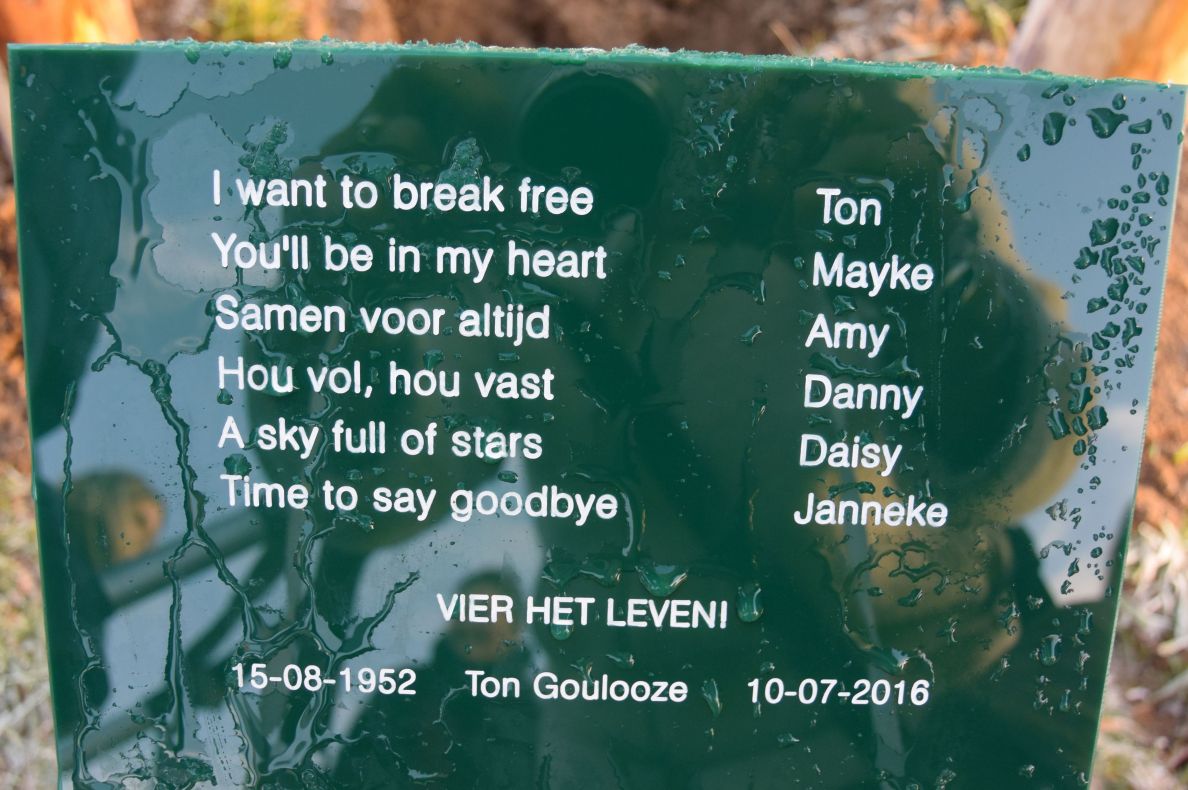 I want to break free Ton
You'll be in my heart Mayke
Samen voor altijd Amy
Hou vol, hou vast Danny
A sky full of stars Daisy
Time to say goodbye Janneke
VIER HET LEVEN!
15-08-1952 Ton Goulooze 10-07-2016